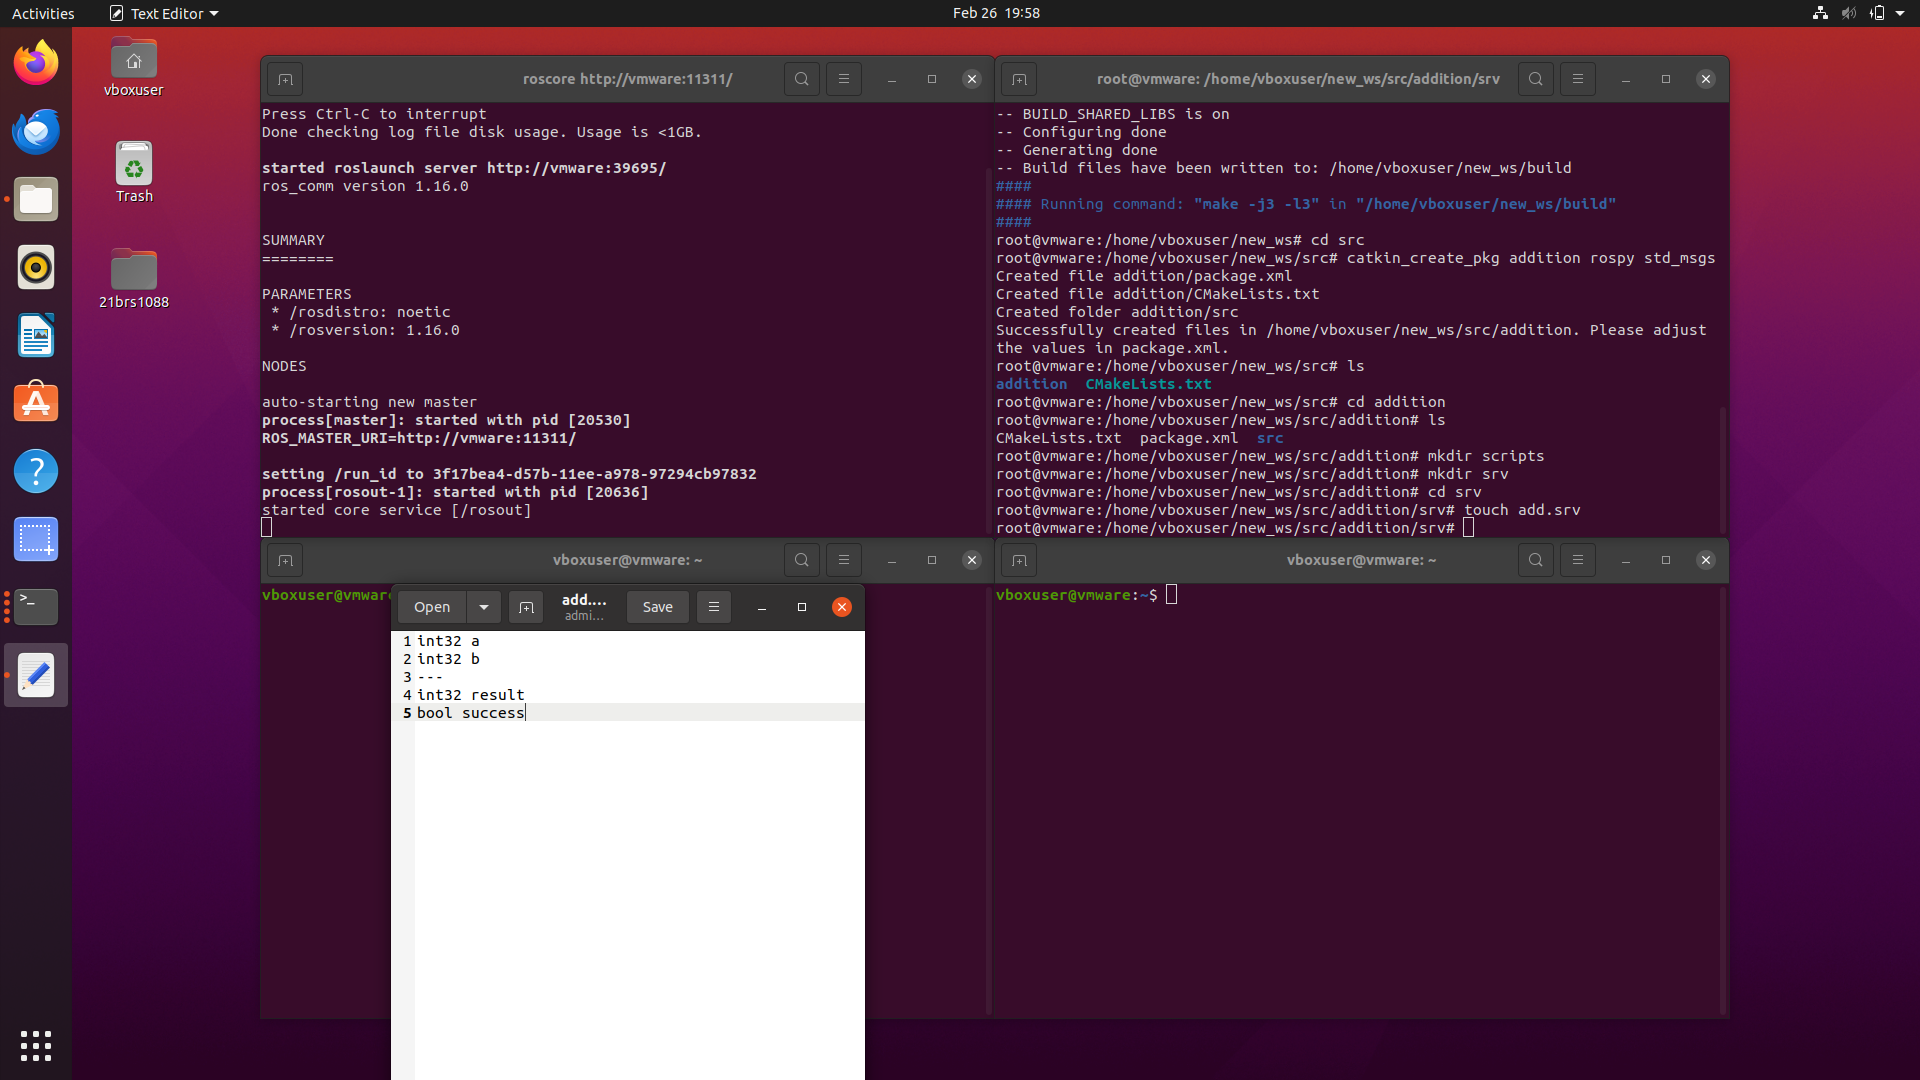 Activities
Text Editor
Feb 26 19:58
vboxuser
Trash
21brs1088
roscore http://vmware:11311/
Press Ctrl-C to interrupt
Done checking log file disk usage. Usage is <1GB.
started roslaunch server http://vmware:39695/
ros_comm version 1.16.0
SUMMARY
========
PARAMETERS
* /rosdistro: noetic
* /rosversion: 1.16.0
NODES
auto-starting new master
process[master]: started with pid [20530]
ROS_MASTER_URI=http://vmware:11311/
setting /run_id to 3f17bea4-d57b-11ee-a978-97294cb97832
process[rosout-1]: started with pid [20636]
started core service [/rosout]
root@vmware: /home/vboxuser/new_ws/src/addition/srv
-- BUILD_SHARED_LIBS is on
-- Configuring done
-- Generating done
-- Build files have been written to: /home/vboxuser/new_ws/build
####
#### Running command: "make -j3 -l3" in "/home/vboxuser/new_ws/build"
####
root@vmware:/home/vboxuser/new_ws# cd src
root@vmware:/home/vboxuser/new_ws/src# catkin_create_pkg addition rospy std_msgs
Created file addition/package.xml
Created file addition/CMakeLists.txt
Created folder addition/src
Successfully created files in /home/vboxuser/new_ws/src/addition. Please adjust
the values in package.xml.
root@vmware:/home/vboxuser/new_ws/src# ls
addition CMakeLists.txt
root@vmware:/home/vboxuser/new_ws/src# cd addition
root@vmware:/home/vboxuser/new_ws/src/addition# ls
CMakeLists.txt package.xml src
root@vmware:/home/vboxuser/new_ws/src/addition# mkdir scripts
root@vmware:/home/vboxuser/new_ws/src/addition# mkdir srv
root@vmware:/home/vboxuser/new_ws/src/addition# cd srv
root@vmware:/home/vboxuser/new_ws/src/addition/srv# touch add.srv
root@vmware:/home/vboxuser/new_ws/src/addition/srv#
vboxuser@vmware: ~
vboxuser@vmware
Open
add....
admi...
Save
1 int32 a
2 int32 b
3 ---
4 int32 result
5 bool success
vboxuser@vmware: ~
vboxuser@vmware:~$